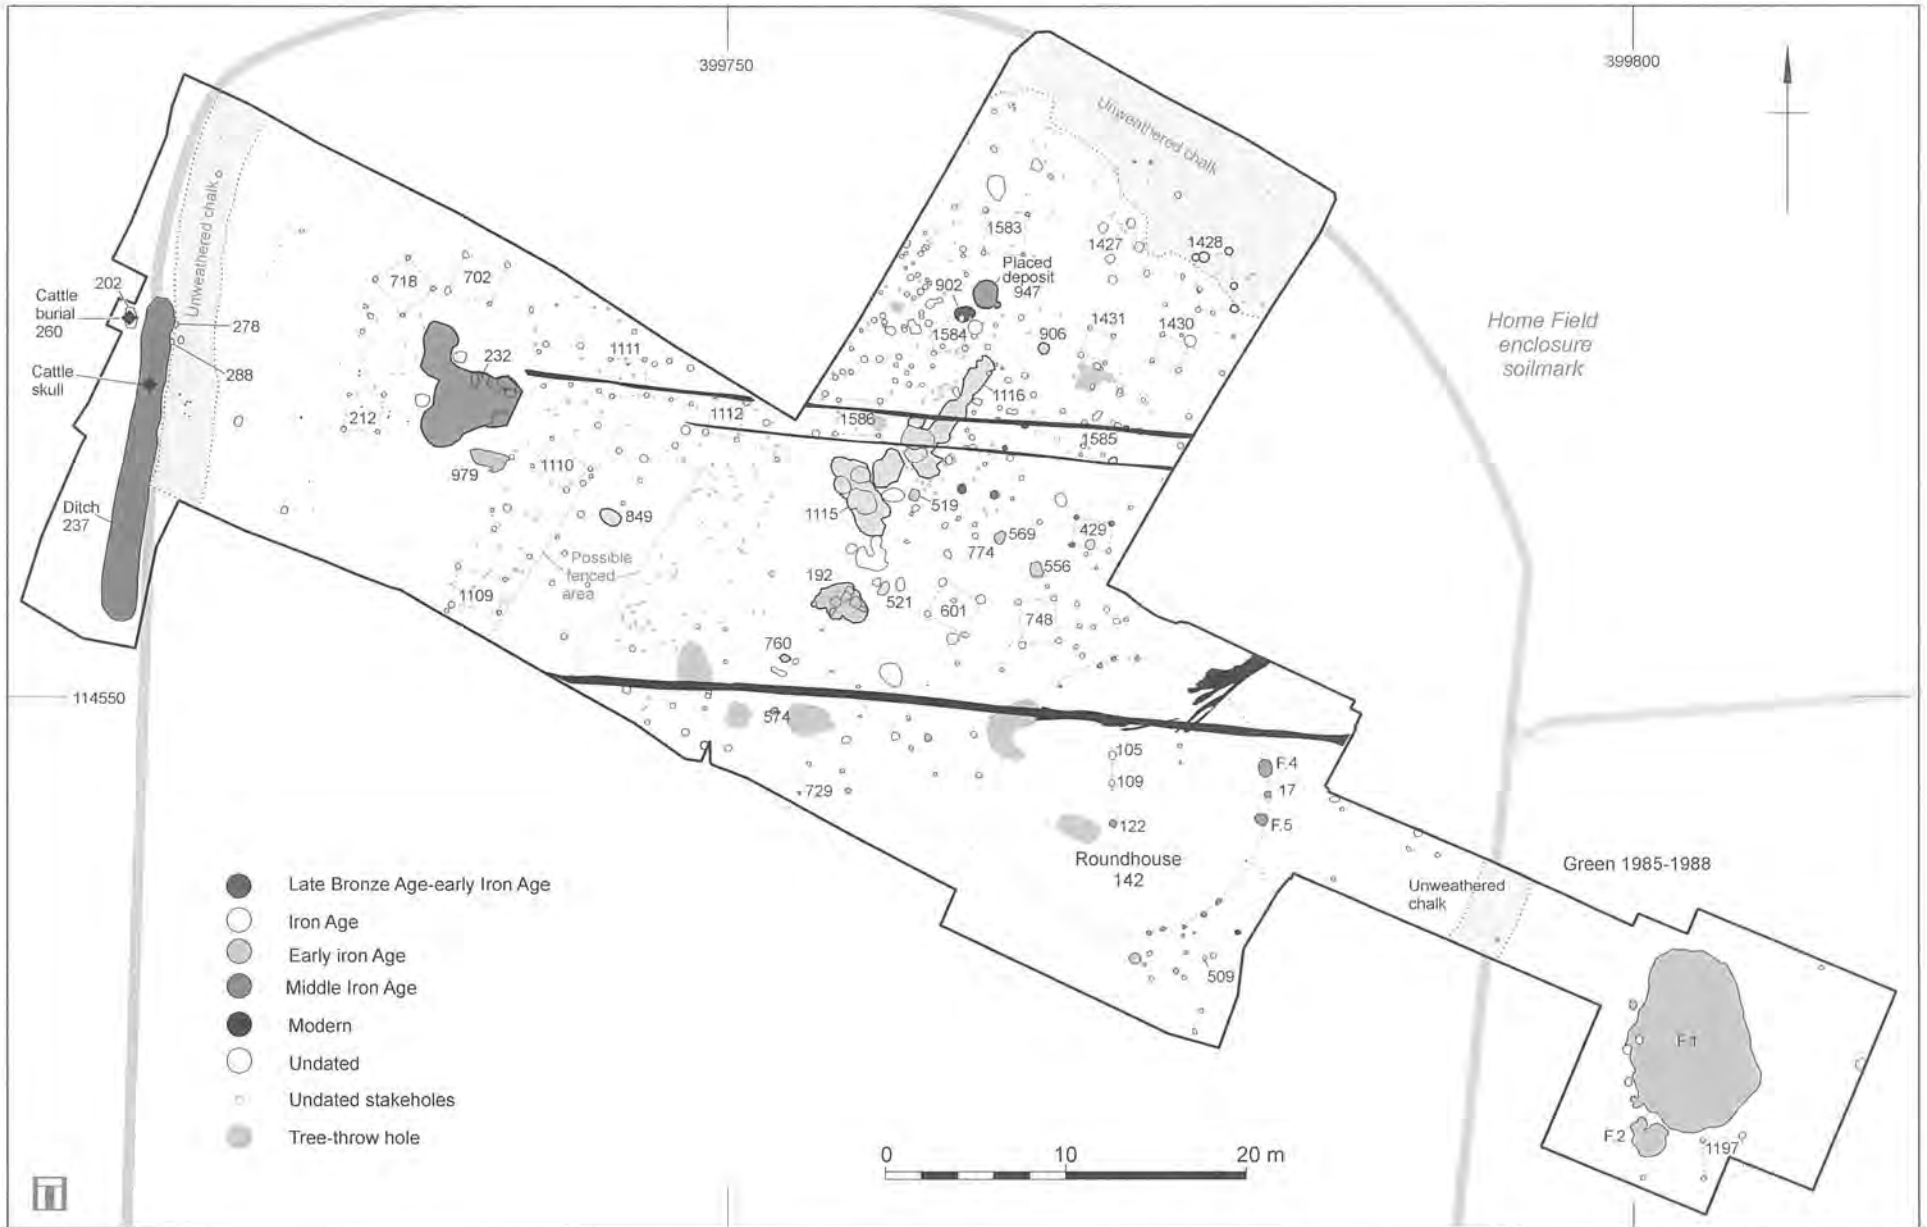 399750
399800
Unweathered chalk
Unweathered chalk
1583
1427
1428
Placed
deposit
947
902
1584
906
1431
1430
Home Field
enclosure
soilmark
202
Cattle
burial
260
278
288
Cattle
skull
718
702
232
1111
212
1112
1586
1116
1585
979
1110
849
1115
519
569
774
429
556
Ditch
237
Possible
fenced
area
1109
192
521
601
748
760
114550
574
729
105
109
122
F.4
17
F.5
Roundhouse
142
509
Green 1985-1988
Unweathered
chalk
F.1
F.2
1197
Late Bronze Age-early Iron Age
Iron Age
Early iron Age
Middle Iron Age
Modern
Undated
Undated stakeholes
Tree-throw hole
0 10 20 m